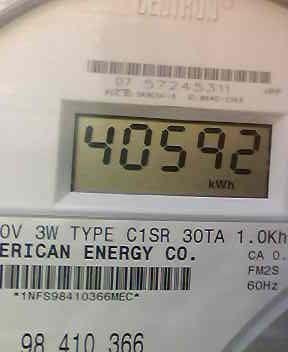 CENTRON®
07 57245311
40592
kWh
0V 3W TYPE C1SR 30TA 1.0Kh
ERICAN ENERGY CO.
CA 0.
FM2S
60Hz
*1NFS98410366MEC*
98 410 366